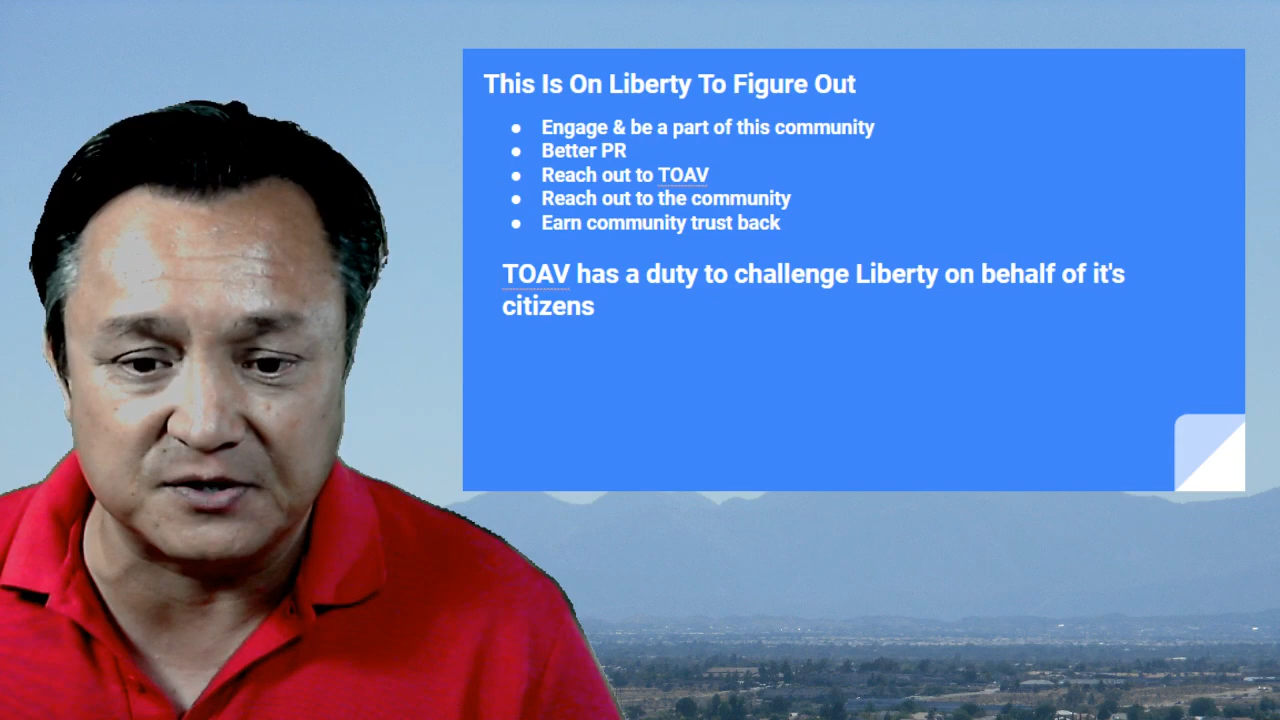 This Is On Liberty To Figure Out
● Engage & be a part of this community
● Better PR
● Reach out to TOAV
● Reach out to the community
● Earn community trust back
TOAV has a duty to challenge Liberty on behalf of it's
citizens